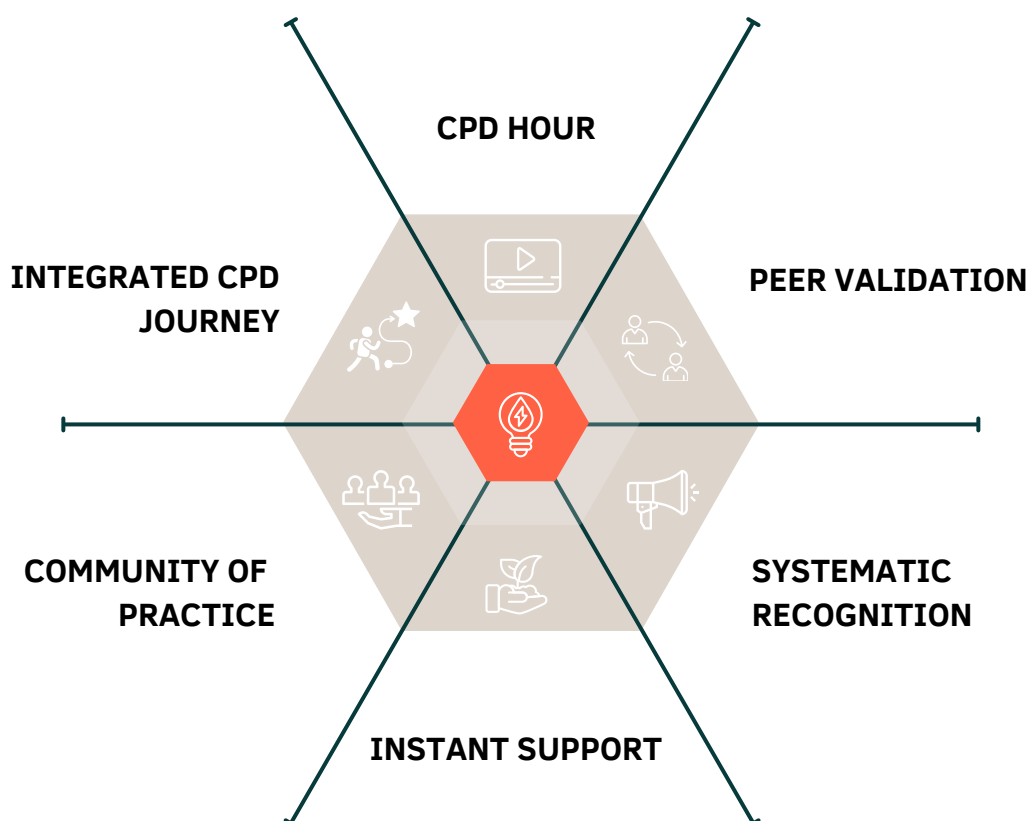 CPD HOUR
INTEGRATED CPD
JOURNEY
PEER VALIDATION
COMMUNITY OF
PRACTICE
SYSTEMATIC
RECOGNITION
INSTANT SUPPORT